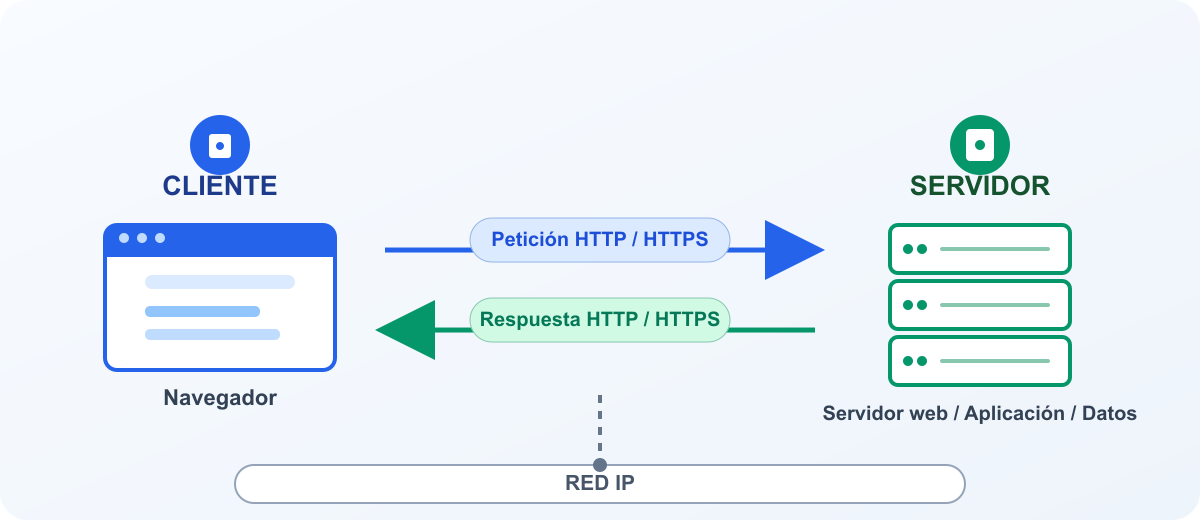 CLIENTE
SERVIDOR
Petición HTTP / HTTPS
Respuesta HTTP / HTTPS
Navegador
Servidor web / Aplicación / Datos
RED IP